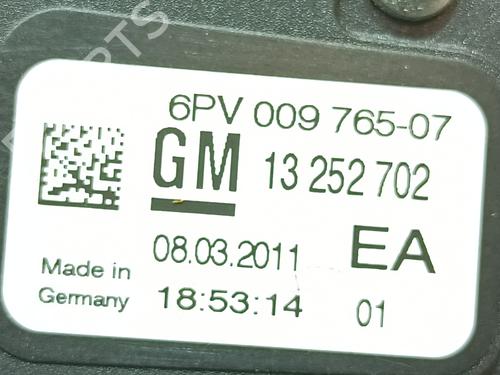 6PV 009 765-07
GM 13 252 702
08.03.2011 EA
Made in
Germany 18:53:14 01